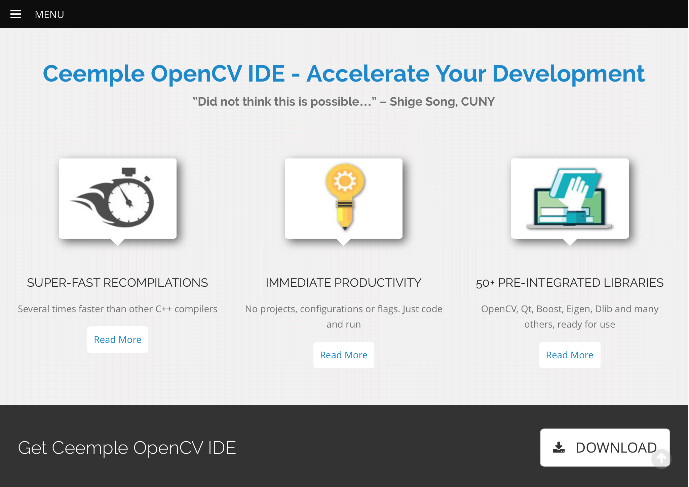 MENU
Ceemple OpenCV IDE - Accelerate Your Development
"Did not think this is possible…" – Shige Song, CUNY
SUPER-FAST RECOMPILATIONS
Several times faster than other C++ compilers
Read More
IMMEDIATE PRODUCTIVITY
No projects, configurations or flags. Just code
and run
Read More
50+ PRE-INTEGRATED LIBRARIES
OpenCV, Qt, Boost, Eigen, Dlib and many
others, ready for use
Read More
Get Ceemple OpenCV IDE
DOWNLOAD